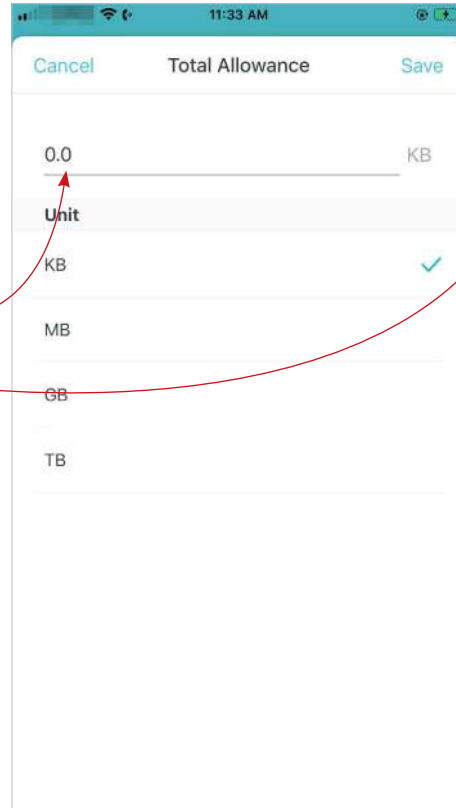 11:33 AM
Cancel Total Allowance Save
0.0 KB
Unit
KB
MB
GB
TB